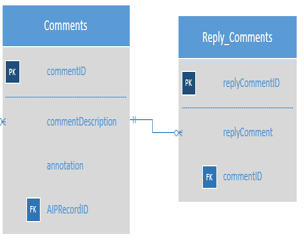 Comments
PK commentID
commentDescription
annotation
FK AIPRecordID
Reply_Comments
PK replyCommentID
replyComment
FK commentID